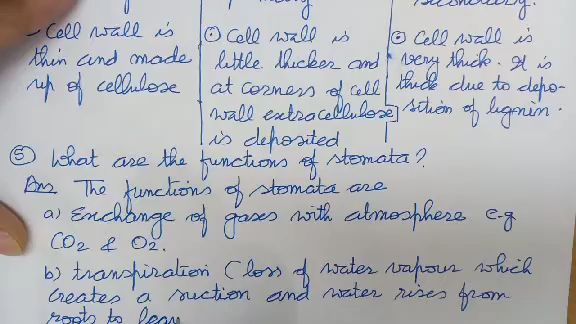 - Cell wall is
thin and made
up of cellulose
Cell wall is
little thicker and
at corners of cell
wall extracellulose
is deposited
Cell wall is
very thick. It is
thick due to depo-
sition of ligonin.
⑤ What are the functions of stomata?
Ans The functions of stomata are
a) Exchange of gases with atmosphere e.g
CO2 & O2.
b) transpiration (loss of water vapour which
creates a suction and water rises from
roots to